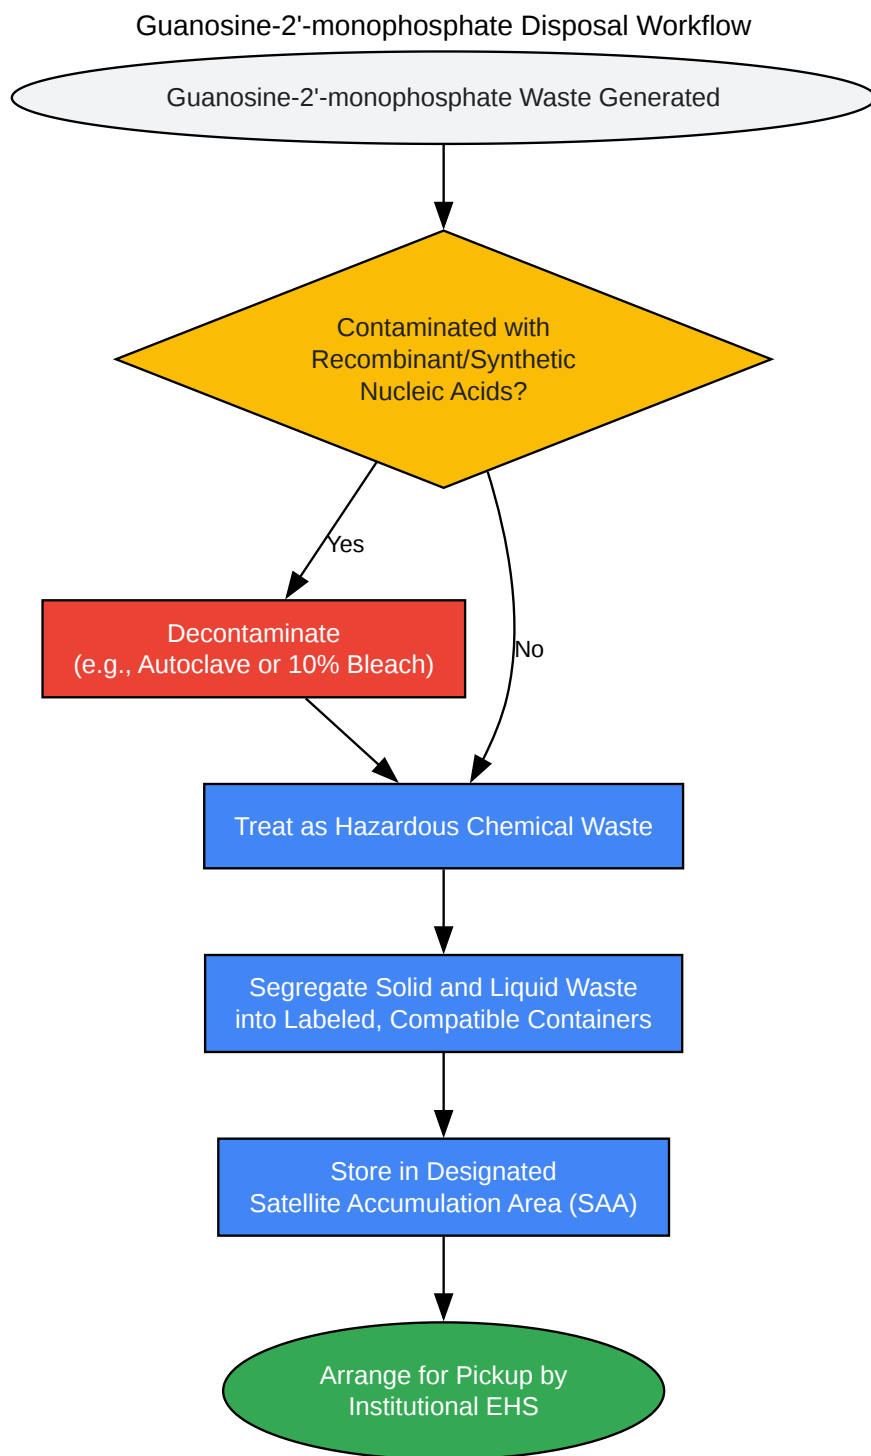 Guanosine-2'-monophosphate Disposal Workflow
Guanosine-2'-monophosphate Waste Generated
Contaminated with
Recombinant/Synthetic
Nucleic Acids?
Yes
Decontaminate
(e.g., Autoclave or 10% Bleach)
No
Treat as Hazardous Chemical Waste
Segregate Solid and Liquid Waste
into Labeled, Compatible Containers
Store in Designated
Satellite Accumulation Area (SAA)
Arrange for Pickup by
Institutional EHS